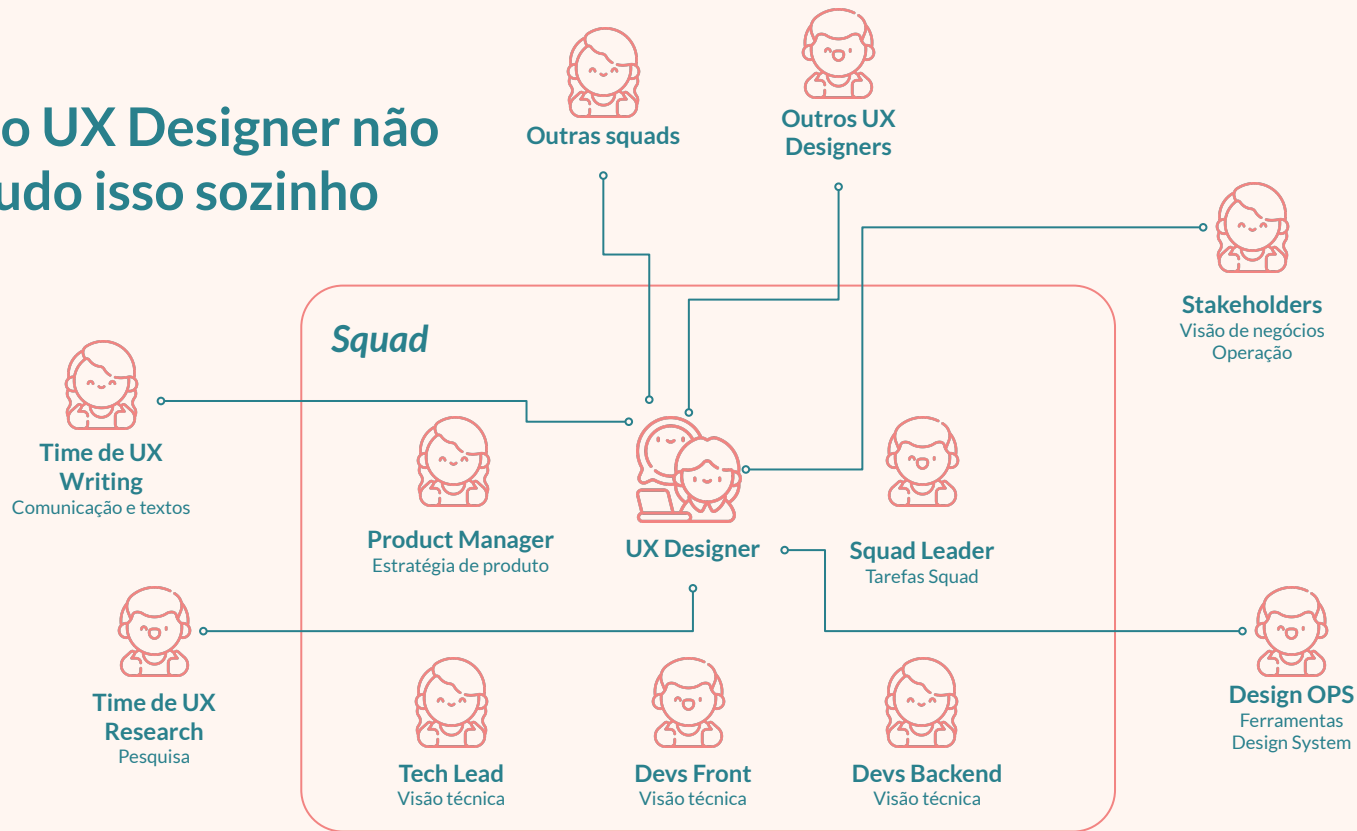 o UX Designer não
udo isso sozinho
Outras squads
Outros UX
Designers
Stakeholders
Visão de negócios
Operação
Squad
Time de UX
Writing
Comunicação e textos
Product Manager
Estratégia de produto
UX Designer
Squad Leader
Tarefas Squad
Time de UX
Research
Pesquisa
Design OPS
Ferramentas
Design System
Tech Lead
Visão técnica
Devs Front
Visão técnica
Devs Backend
Visão técnica